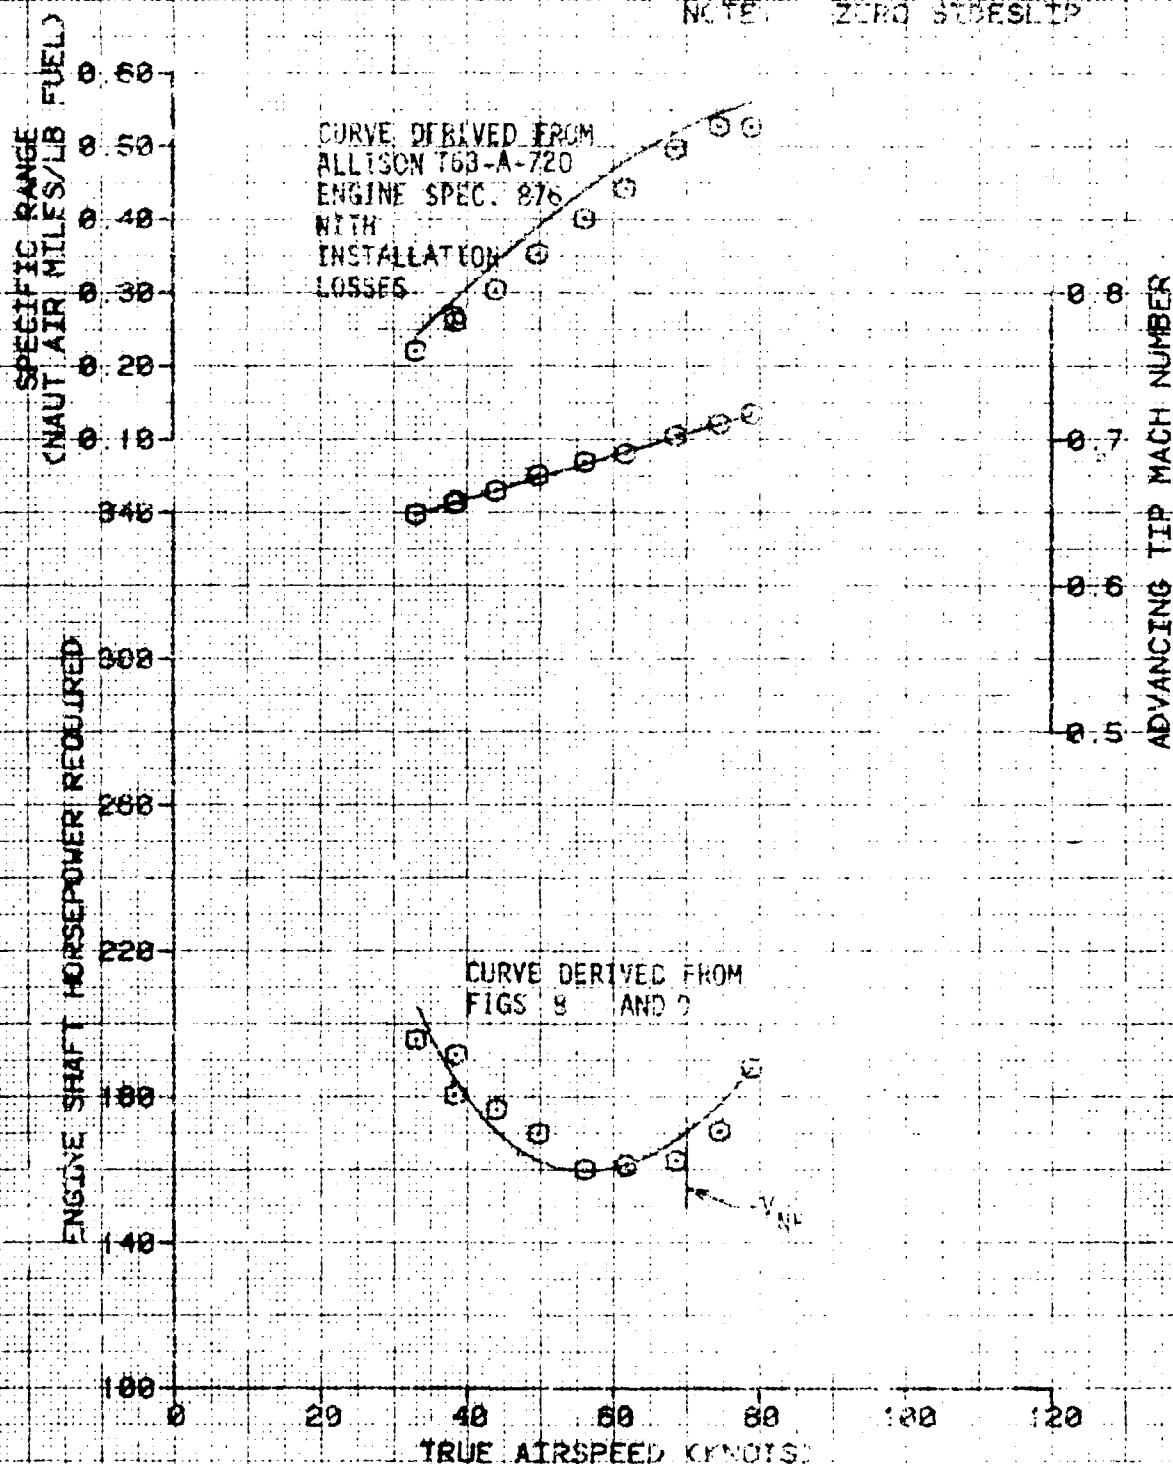 NOTE: ZERO SIDESLIP
SPECIFIC RANGE
(NAUT AIR MILES/LB FUEL)
0.60
0.50
0.40
0.30
0.20
0.10
CURVE DERIVED FROM
ALLISON T63-A-720
ENGINE SPEC. 876
WITH
INSTALLATION
LOSSES
0.8
0.7
0.6
0.5
ADVANCING TIP MACH NUMBER
340
300
260
220
180
140
100
ENGINE SHAFT HORSEPOWER REQUIRED
CURVE DERIVED FROM
FIGS 8 AND 9
0 20 40 60 80 100 120
TRUE AIRSPEED (KNOTS)